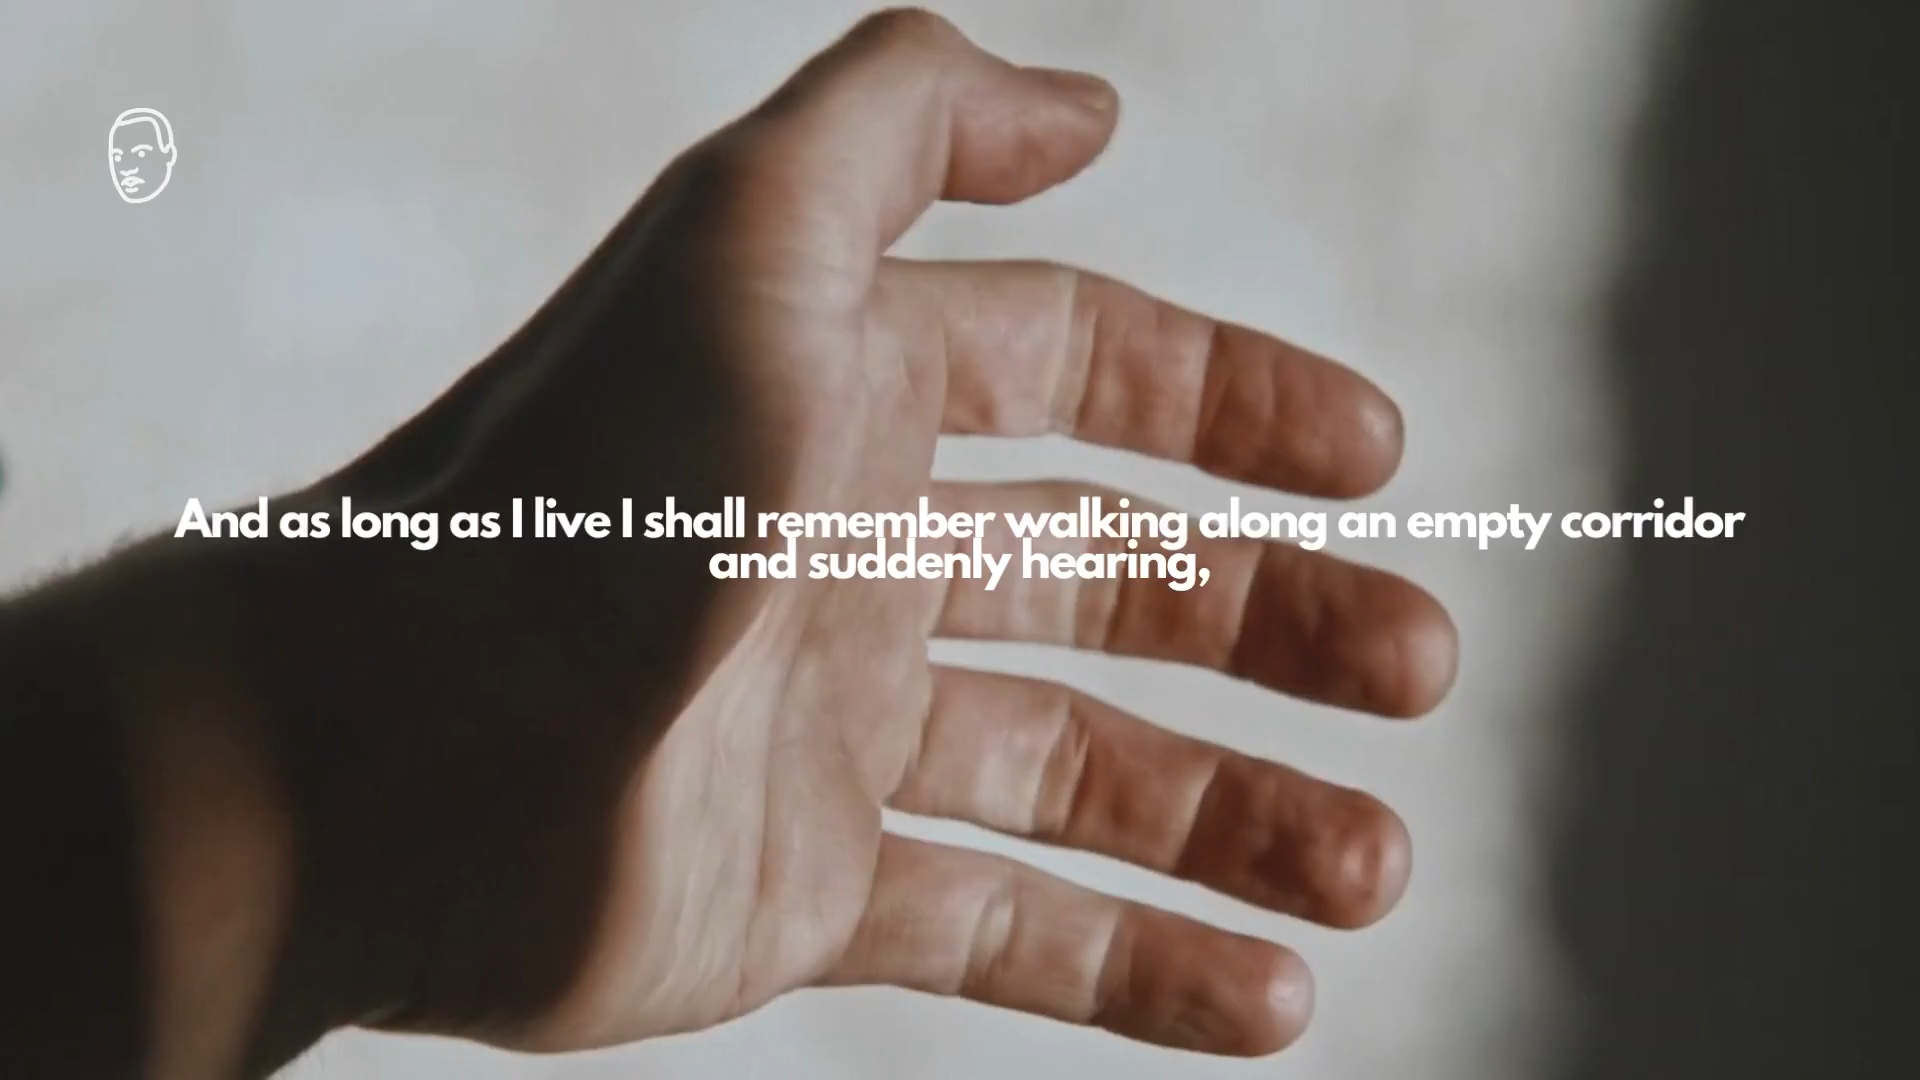 And as long as I live I shall remember walking along an empty corridor
and suddenly hearing,